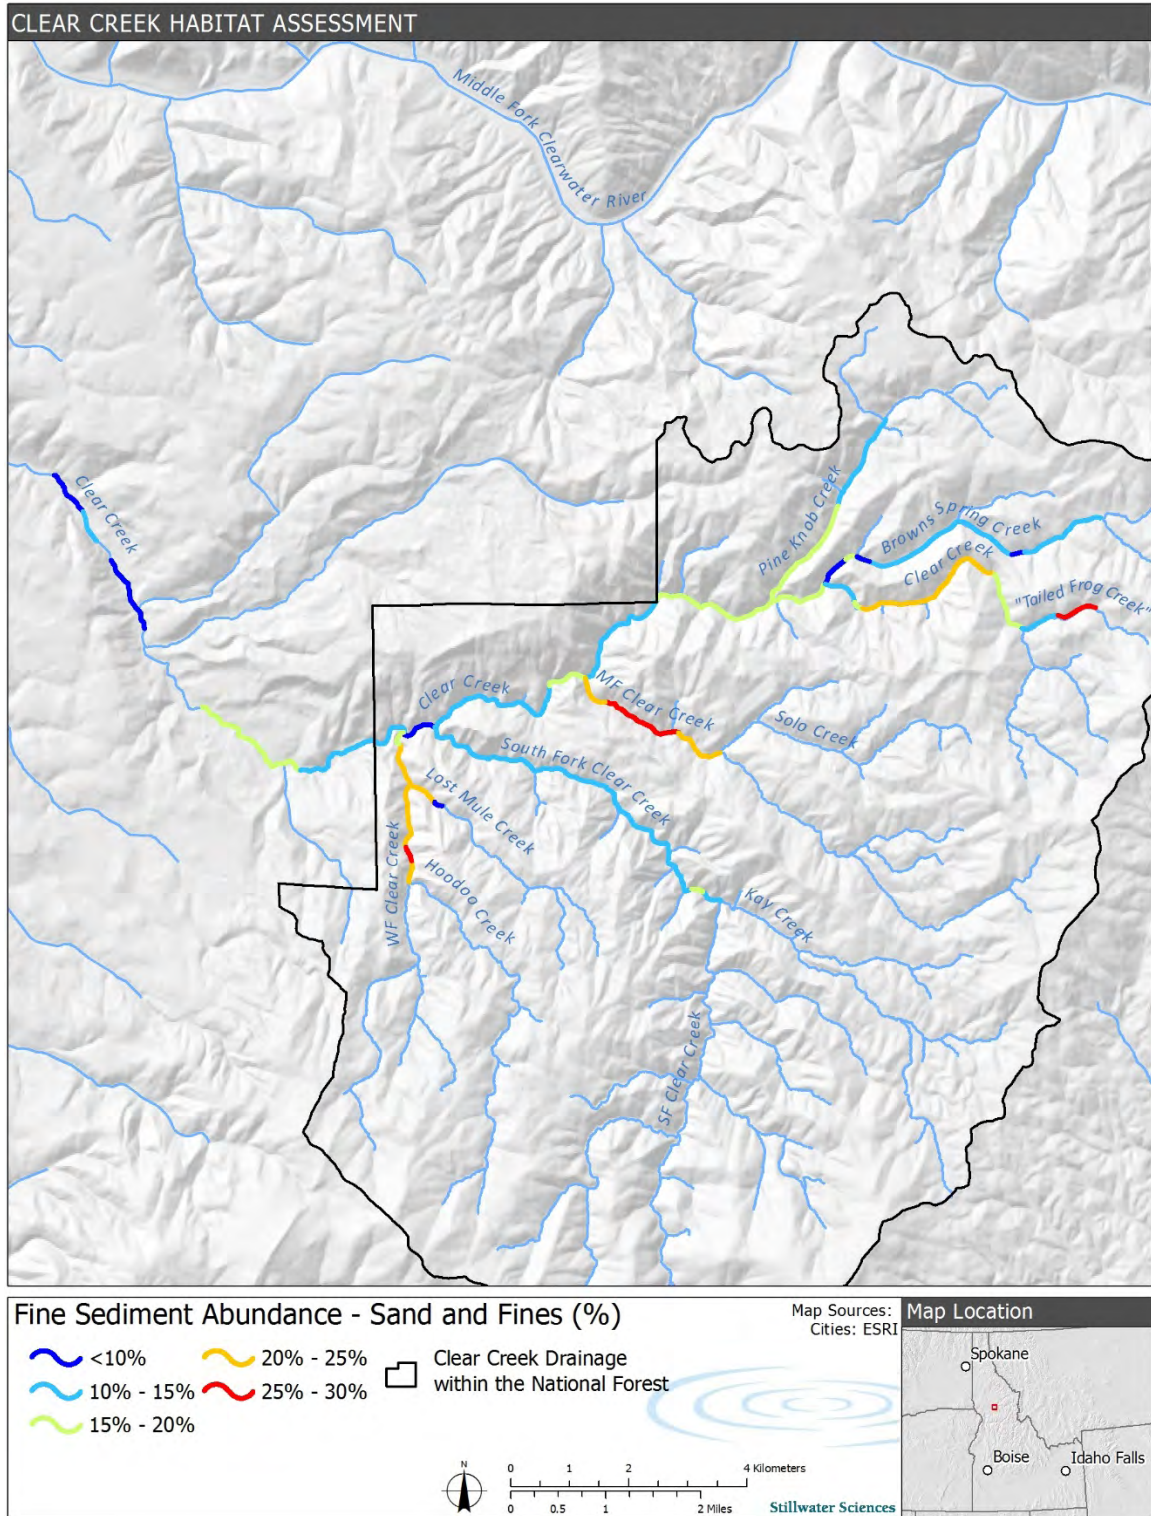 CLEAR CREEK HABITAT ASSESSMENT
Middle Fork Clearwater River
Clear Creek
Pine Knob Creek
Browns Spring Creek
Clear Creek
"Tailed Frog Creek"
Clear Creek
MF Clear Creek
Solo Creek
South Fork Clear Creek
Lost Mule Creek
WF Clear Creek
Hoodoo Creek
Kay Creek
SF Clear Creek
Fine Sediment Abundance - Sand and Fines (%)
<10%
10% - 15%
15% - 20%
20% - 25%
25% - 30%
Clear Creek Drainage
within the National Forest
Map Sources:
Cities: ESRI
N
0 1 2 4 Kilometers
0 0.5 1 2 Miles
Stillwater Sciences
Map Location
Spokane
Boise
Idaho Falls